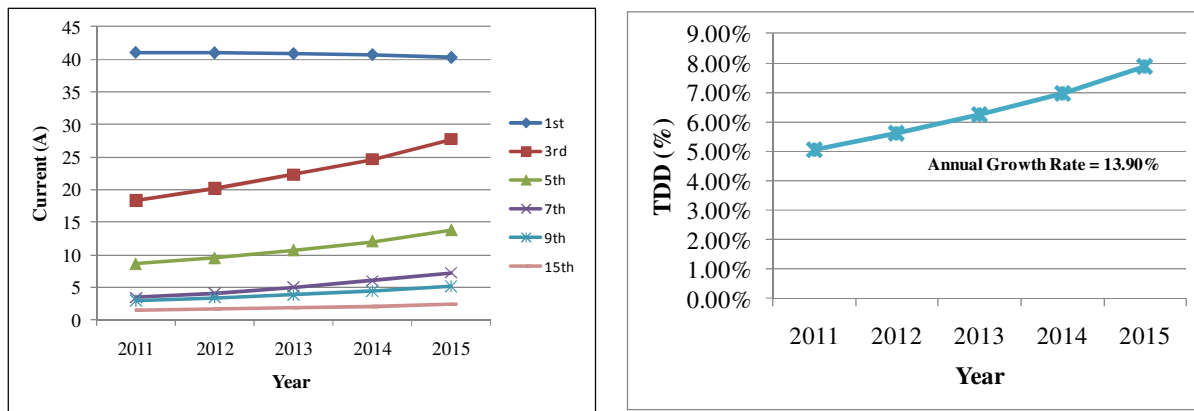 45
40
35
30
25
20
15
10
5
0
Current (A)
2011 2012 2013 2014 2015
Year
1st
3rd
5th
7th
9th
15th
9.00%
8.00%
7.00%
6.00%
5.00%
4.00%
3.00%
2.00%
1.00%
0.00%
TDD (%)
Annual Growth Rate = 13.90%
2011 2012 2013 2014 2015
Year